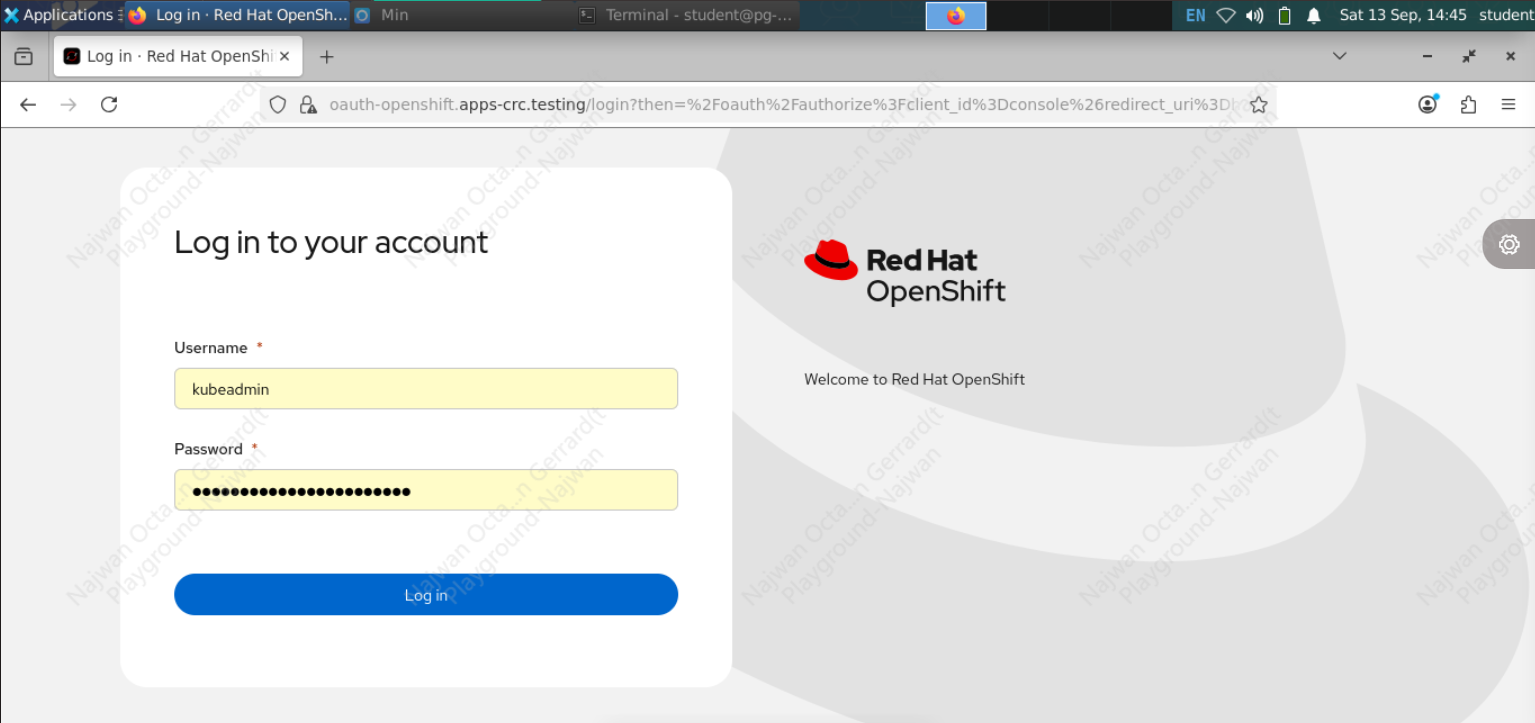 Applications
Log in · Red Hat OpenSh...
Min
Terminal - student@pg-...
EN
Sat 13 Sep, 14:45
student
Log in · Red Hat OpenShi
oauth-openshift.apps-crc.testing/login?then=%2Foauth%2Fauthorize%3Fclient_id%3Dconsole%26redirect_uri%3D
Log in to your account
Username *
kubeadmin
Password *
Log in
Red Hat
OpenShift
Welcome to Red Hat OpenShift
Najwan Octa...n Gerrard(t
Playground-Najwan